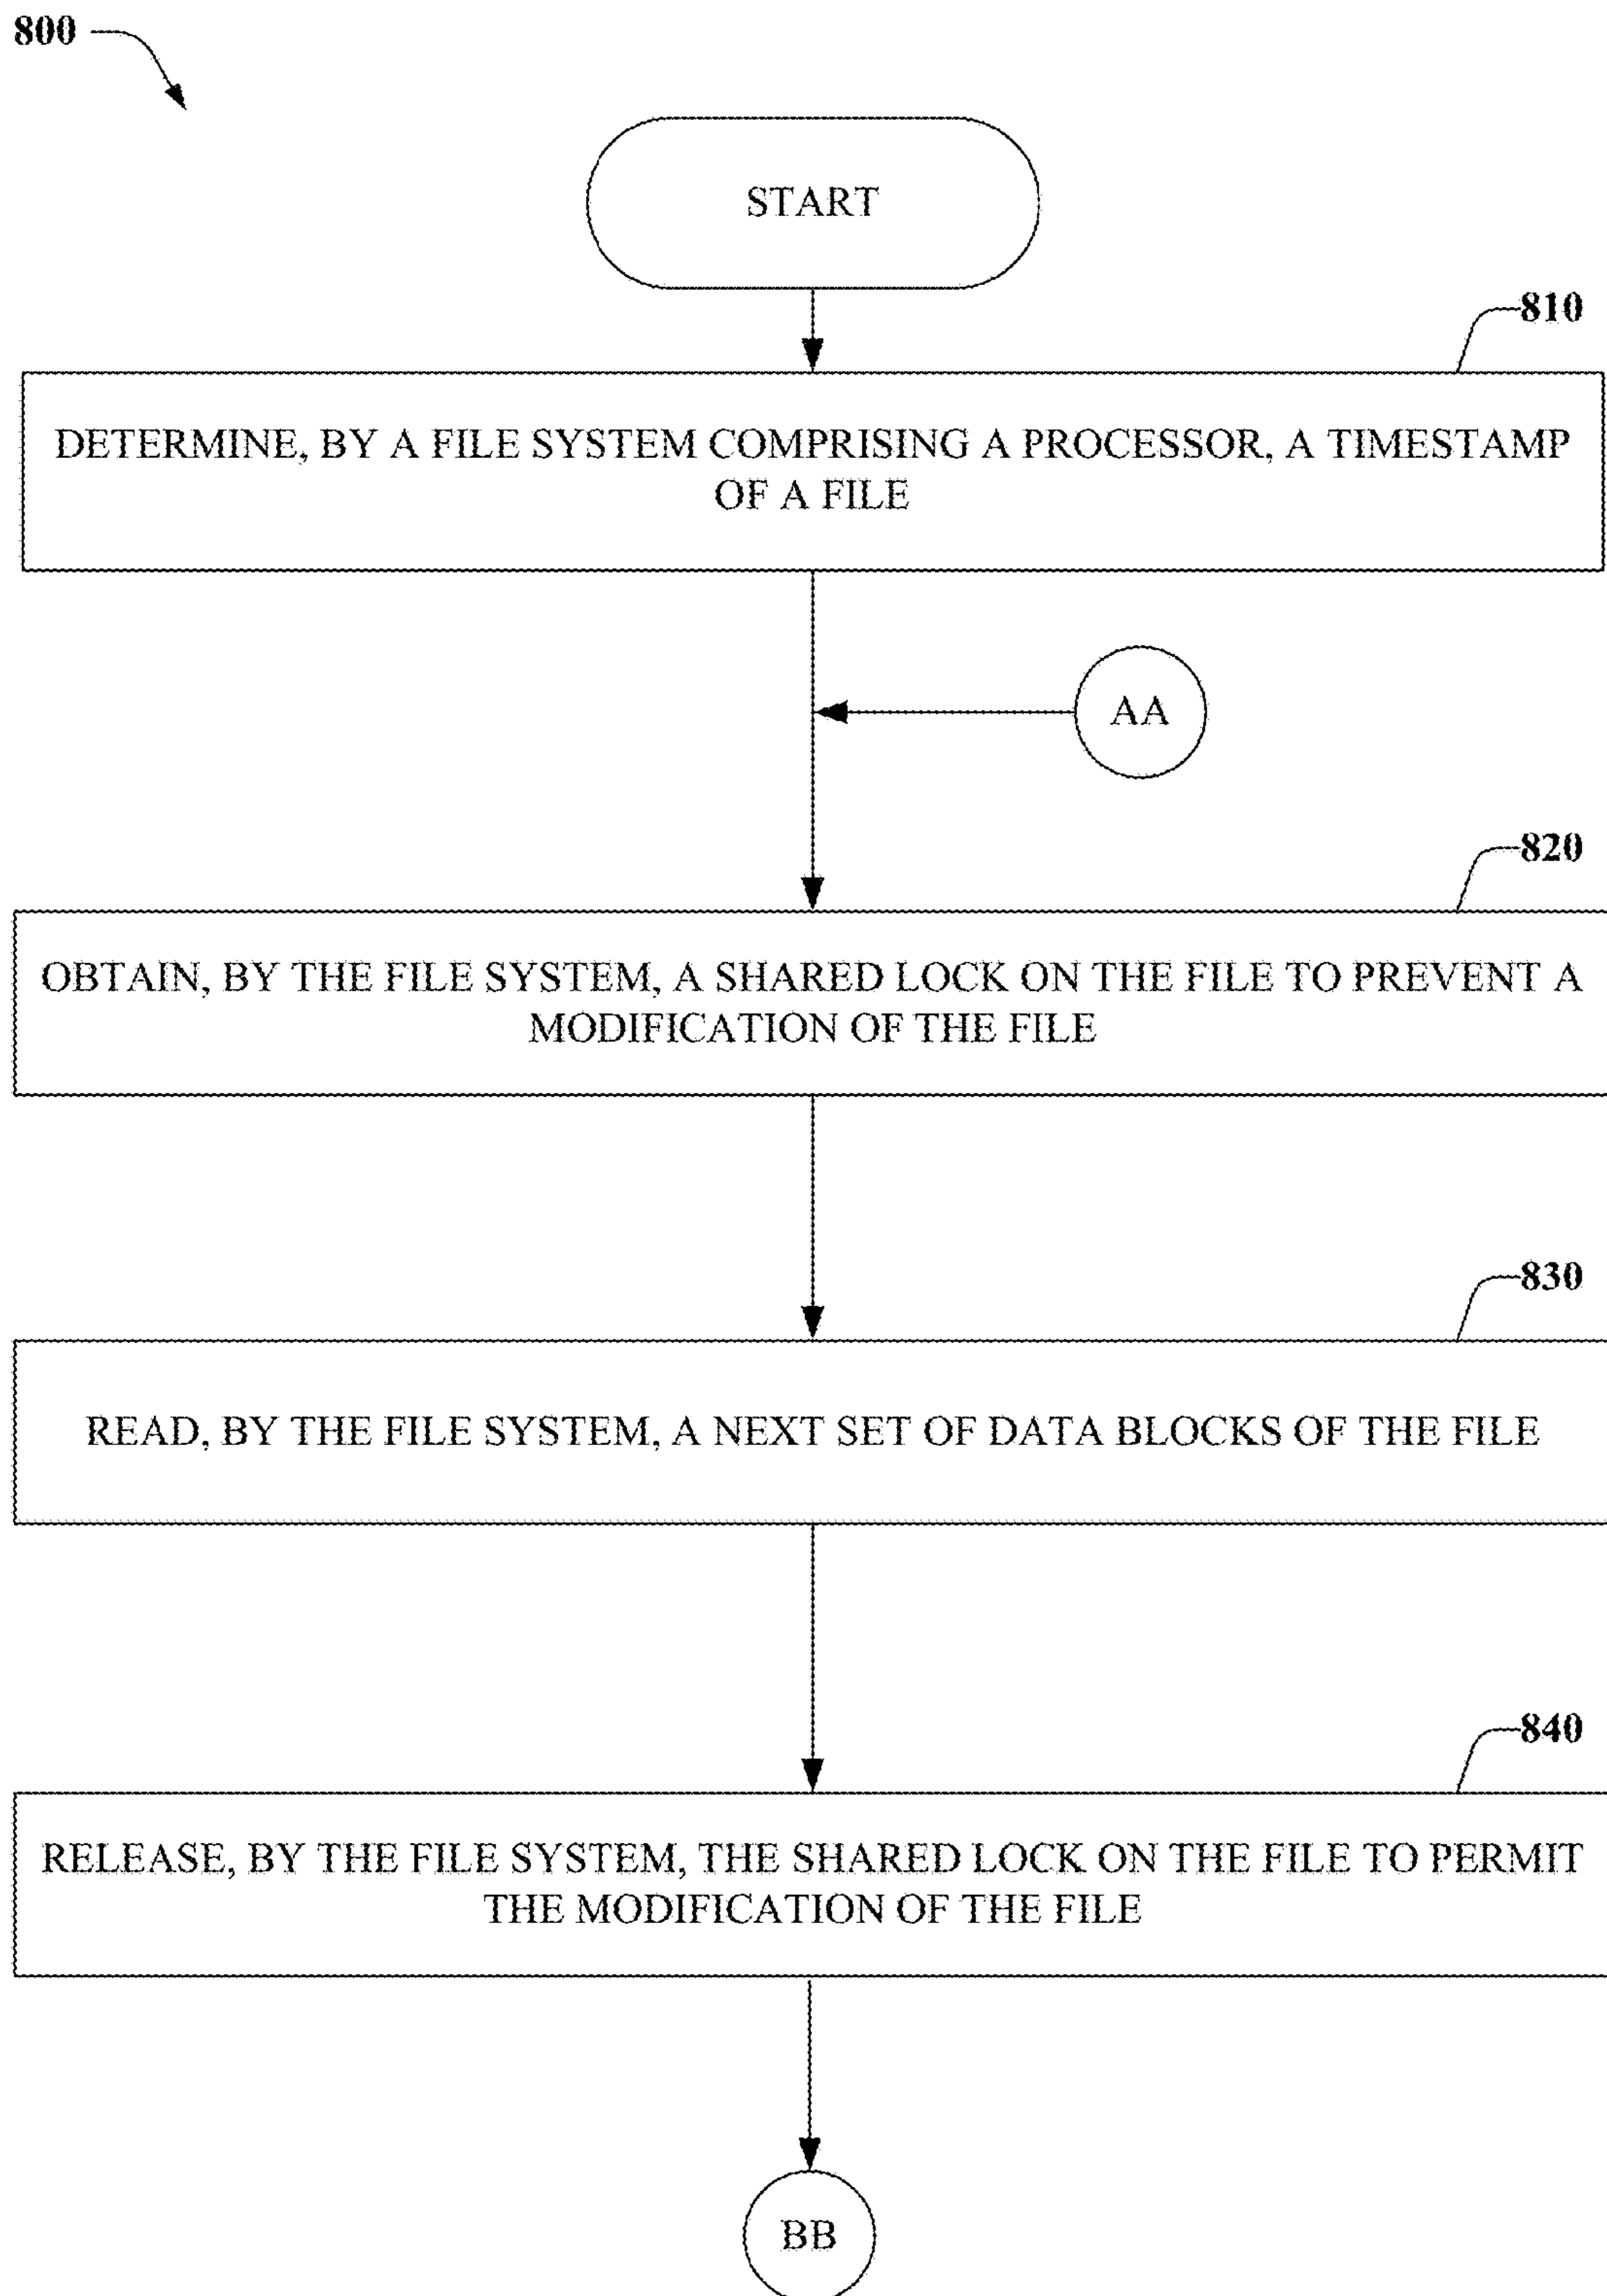 800
START
810
DETERMINE, BY A FILE SYSTEM COMPRISING A PROCESSOR, A TIMESTAMP
OF A FILE
AA
820
OBTAIN, BY THE FILE SYSTEM, A SHARED LOCK ON THE FILE TO PREVENT A
MODIFICATION OF THE FILE
830
READ, BY THE FILE SYSTEM, A NEXT SET OF DATA BLOCKS OF THE FILE
840
RELEASE, BY THE FILE SYSTEM, THE SHARED LOCK ON THE FILE TO PERMIT
THE MODIFICATION OF THE FILE
BB